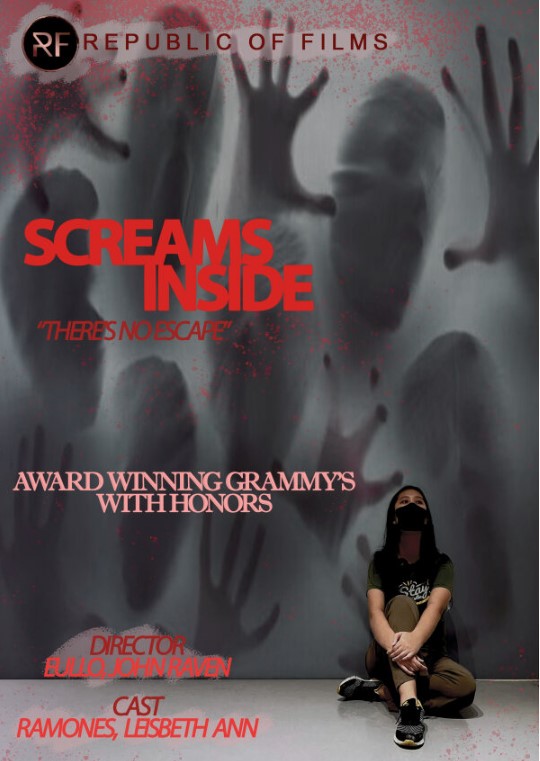 RF REPUBLIC OF FILMS
SCREAMS
INSIDE
"THERE'S NO ESCAPE"
AWARD WINNING GRAMMY'S
WITH HONORS
Stay
DIRECTOR
JOHN RAVEN
CAST
RAMONES, LEISBETH ANN